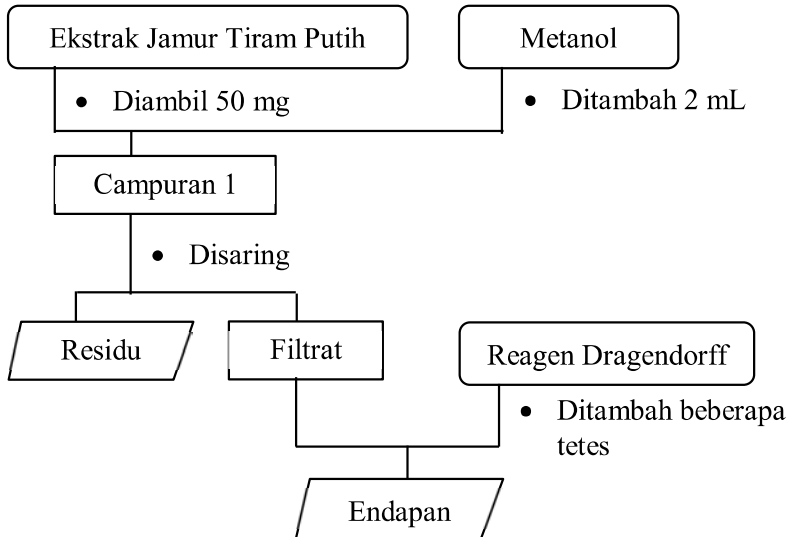 Ekstrak Jamur Tiram Putih
Metanol
• Diambil 50 mg
• Ditambah 2 mL
Campuran 1
• Disaring
Residu
Filtrat
Reagen Dragendorff
• Ditambah beberapa
tetes
Endapan